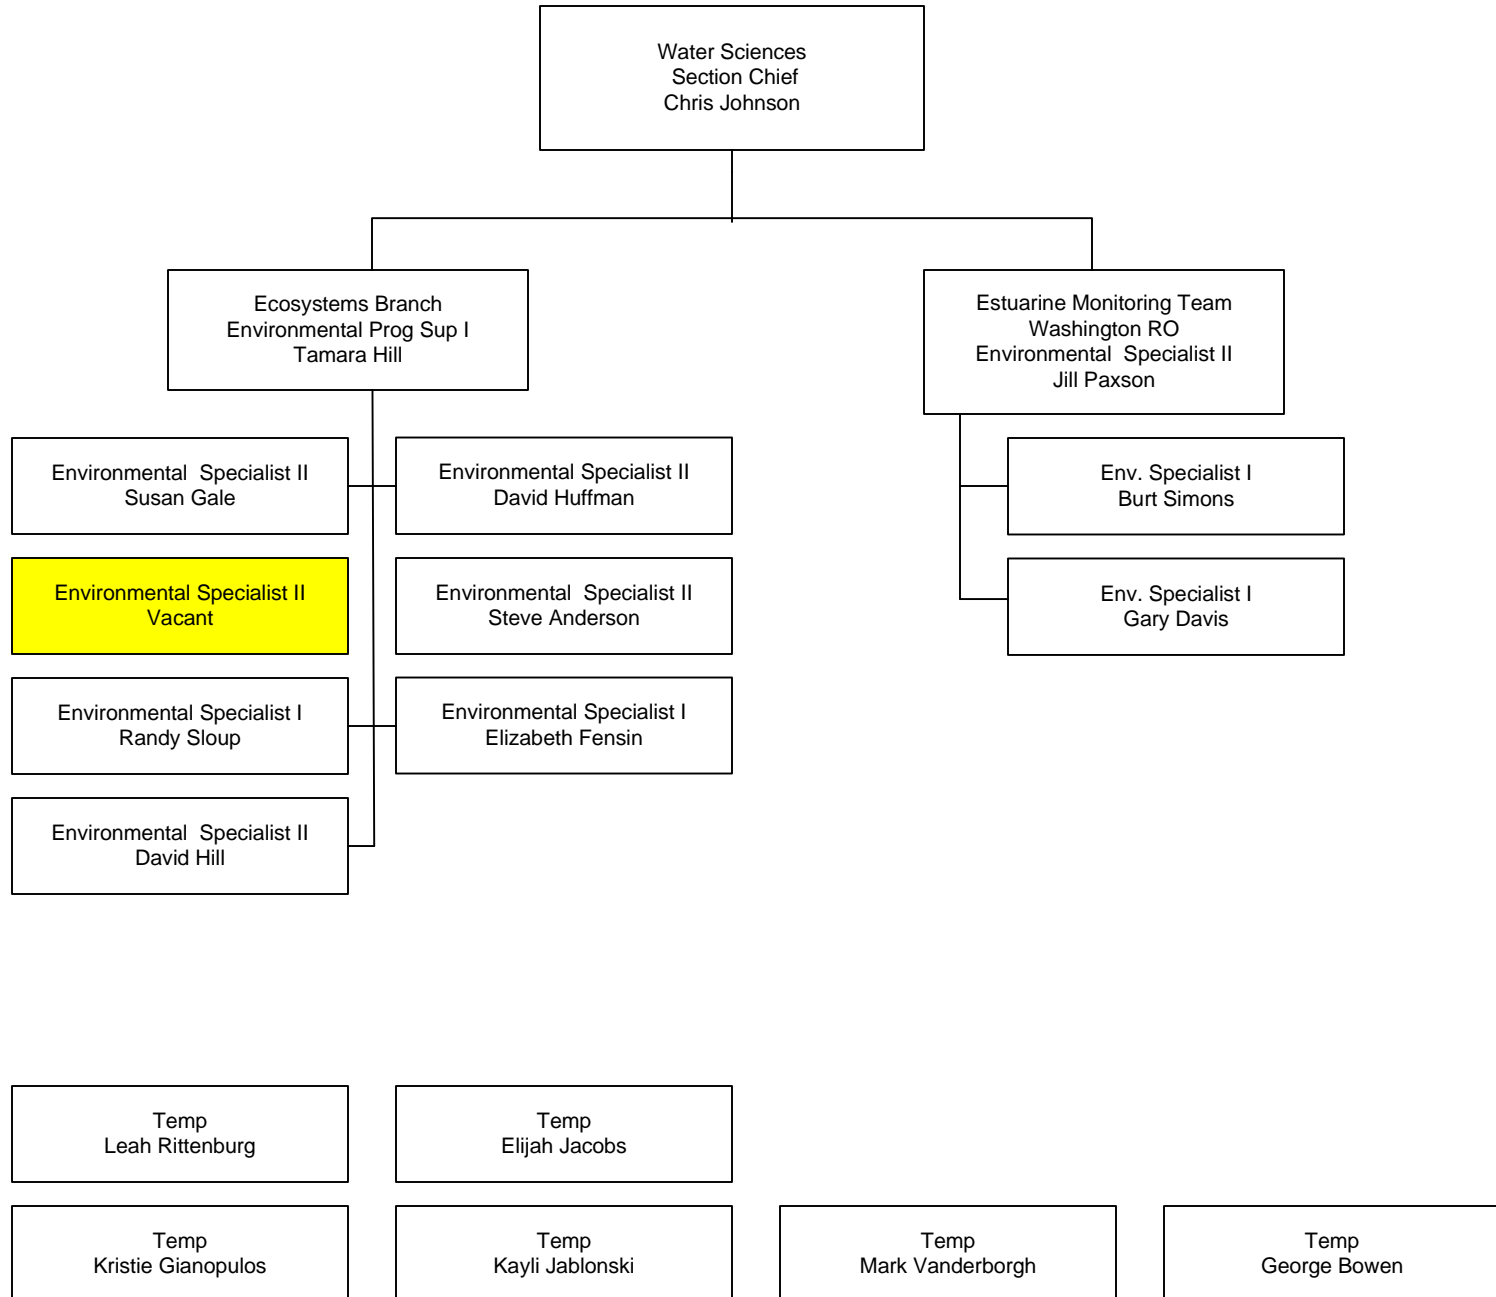 Water Sciences
Section Chief
Chris Johnson
Ecosystems Branch
Environmental Prog Sup I
Tamara Hill
Estuarine Monitoring Team
Washington RO
Environmental Specialist II
Jill Paxson
Environmental Specialist II
Susan Gale
Environmental Specialist II
David Huffman
Env. Specialist I
Burt Simons
Environmental Specialist II
Vacant
Environmental Specialist II
Steve Anderson
Env. Specialist I
Gary Davis
Environmental Specialist I
Randy Sloup
Environmental Specialist I
Elizabeth Fensin
Environmental Specialist II
David Hill
Temp
Leah Rittenburg
Temp
Elijah Jacobs
Temp
Kristie Gianopulos
Temp
Kayli Jablonski
Temp
Mark Vanderborgh
Temp
George Bowen